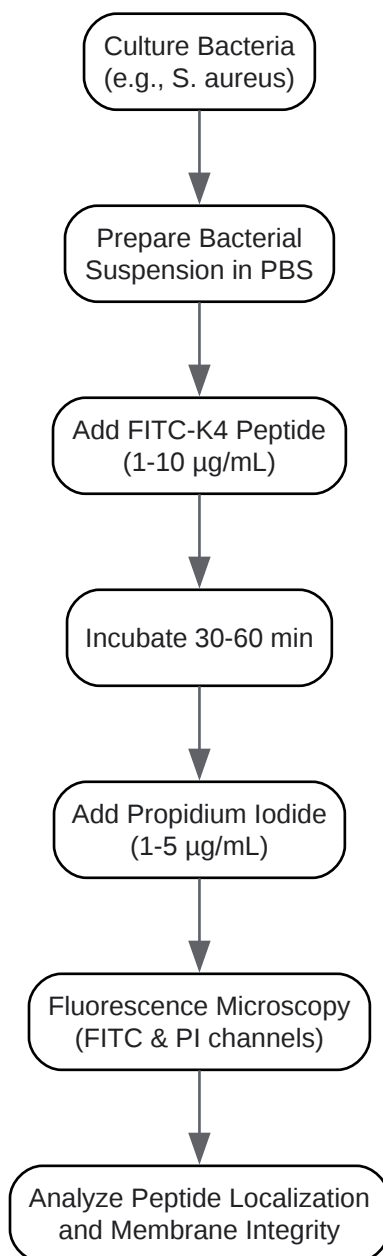 Culture Bacteria
(e.g., S. aureus)
Prepare Bacterial
Suspension in PBS
Add FITC-K4 Peptide
(1-10 µg/mL)
Incubate 30-60 min
Add Propidium Iodide
(1-5 µg/mL)
Fluorescence Microscopy
(FITC & PI channels)
Analyze Peptide Localization
and Membrane Integrity